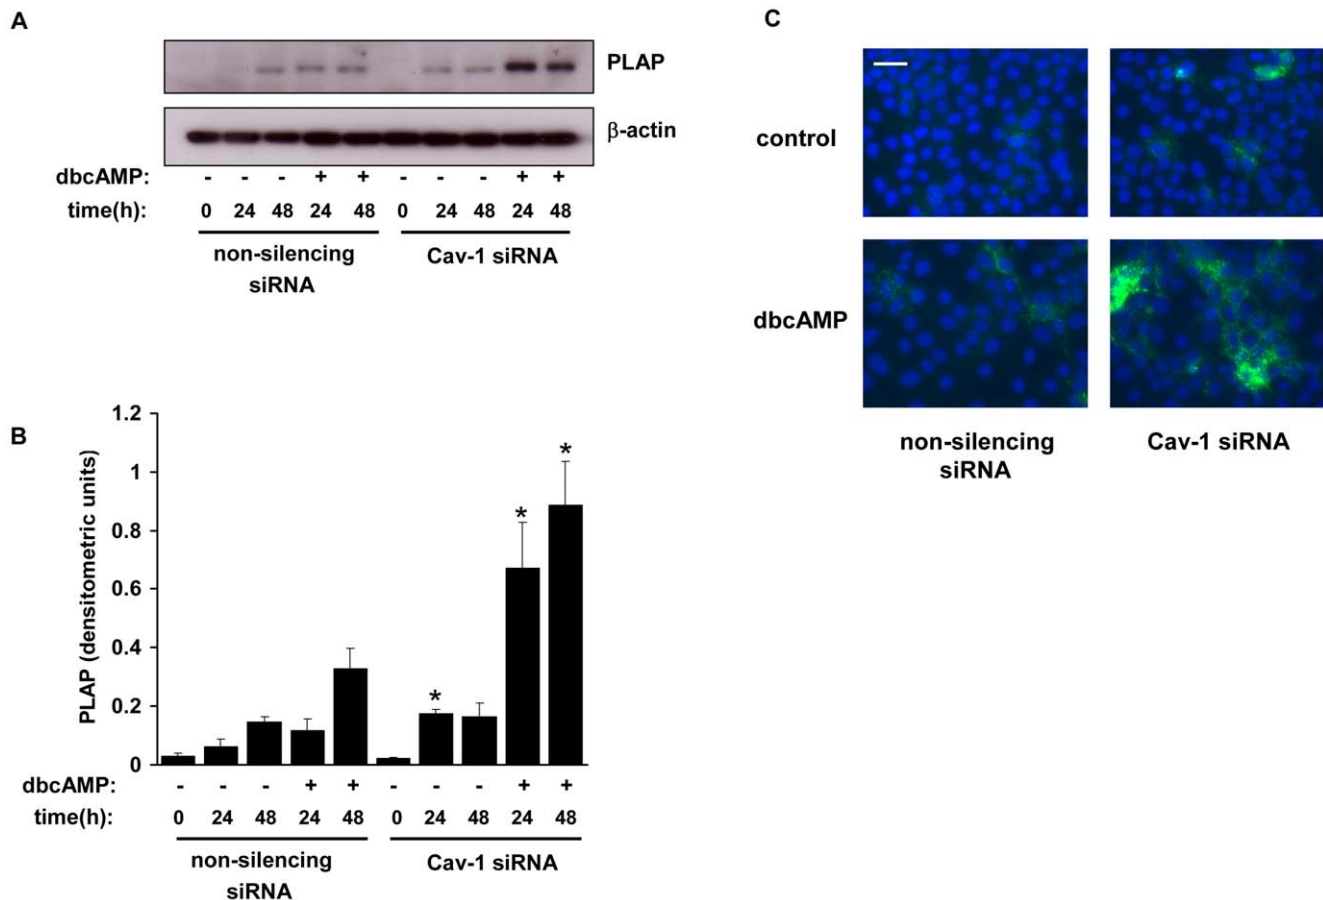 A
PLAP
β-actin
dbcAMP: - - - + + - - - + +
time(h): 0 24 48 24 48 0 24 48 24 48
non-silencing
siRNA
Cav-1 siRNA
B
PLAP (densitometric units)
1.2
1
0.8
0.6
0.4
0.2
0
* * *
dbcAMP: - - - + + - - - + +
time(h): 0 24 48 24 48 0 24 48 24 48
non-silencing
siRNA
Cav-1 siRNA
C
control
dbcAMP
non-silencing
siRNA
Cav-1 siRNA